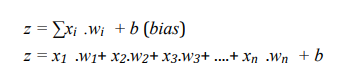 z = ∑xᵢ .wᵢ + b (bias)
z = x₁ .w₁+ x₂.w₂+ x₃.w₃+ ....+ xₙ .wₙ + b